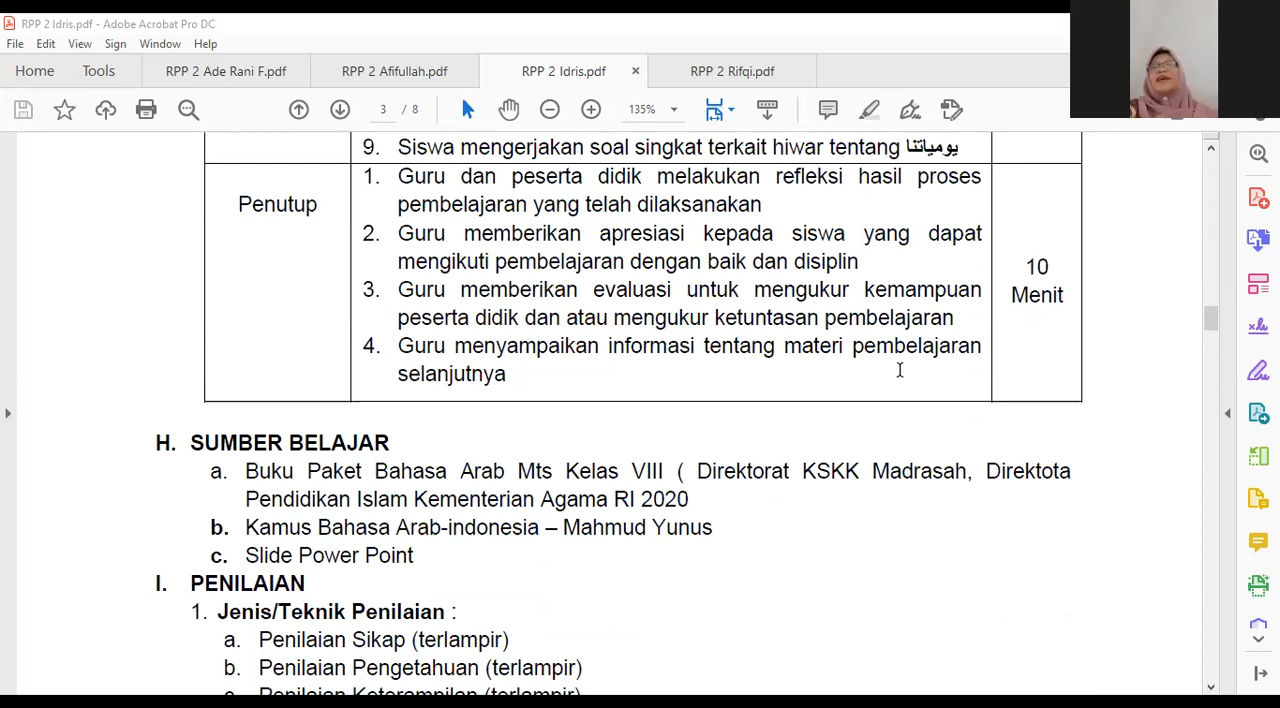 RPP 2 Idris.pdf - Adobe Acrobat Pro DC
File Edit View Sign Window Help
Home Tools RPP 2 Ade Rani F.pdf RPP 2 Afifullah.pdf RPP 2 Idris.pdf × RPP 2 Rifqi.pdf
3 / 8 135%
9. Siswa mengerjakan soal singkat terkait hiwar tentang يومياتنا
Penutup
1. Guru dan peserta didik melakukan refleksi hasil proses
pembelajaran yang telah dilaksanakan
2. Guru memberikan apresiasi kepada siswa yang dapat
mengikuti pembelajaran dengan baik dan disiplin
3. Guru memberikan evaluasi untuk mengukur kemampuan
peserta didik dan atau mengukur ketuntasan pembelajaran
4. Guru menyampaikan informasi tentang materi pembelajaran
selanjutnya
10
Menit
H. SUMBER BELAJAR
a. Buku Paket Bahasa Arab Mts Kelas VIII ( Direktorat KSKK Madrasah, Direktota
Pendidikan Islam Kementerian Agama RI 2020
b. Kamus Bahasa Arab-indonesia – Mahmud Yunus
c. Slide Power Point
I. PENILAIAN
1. Jenis/Teknik Penilaian :
a. Penilaian Sikap (terlampir)
b. Penilaian Pengetahuan (terlampir)
c. Penilaian Keterampilan (terlampir)